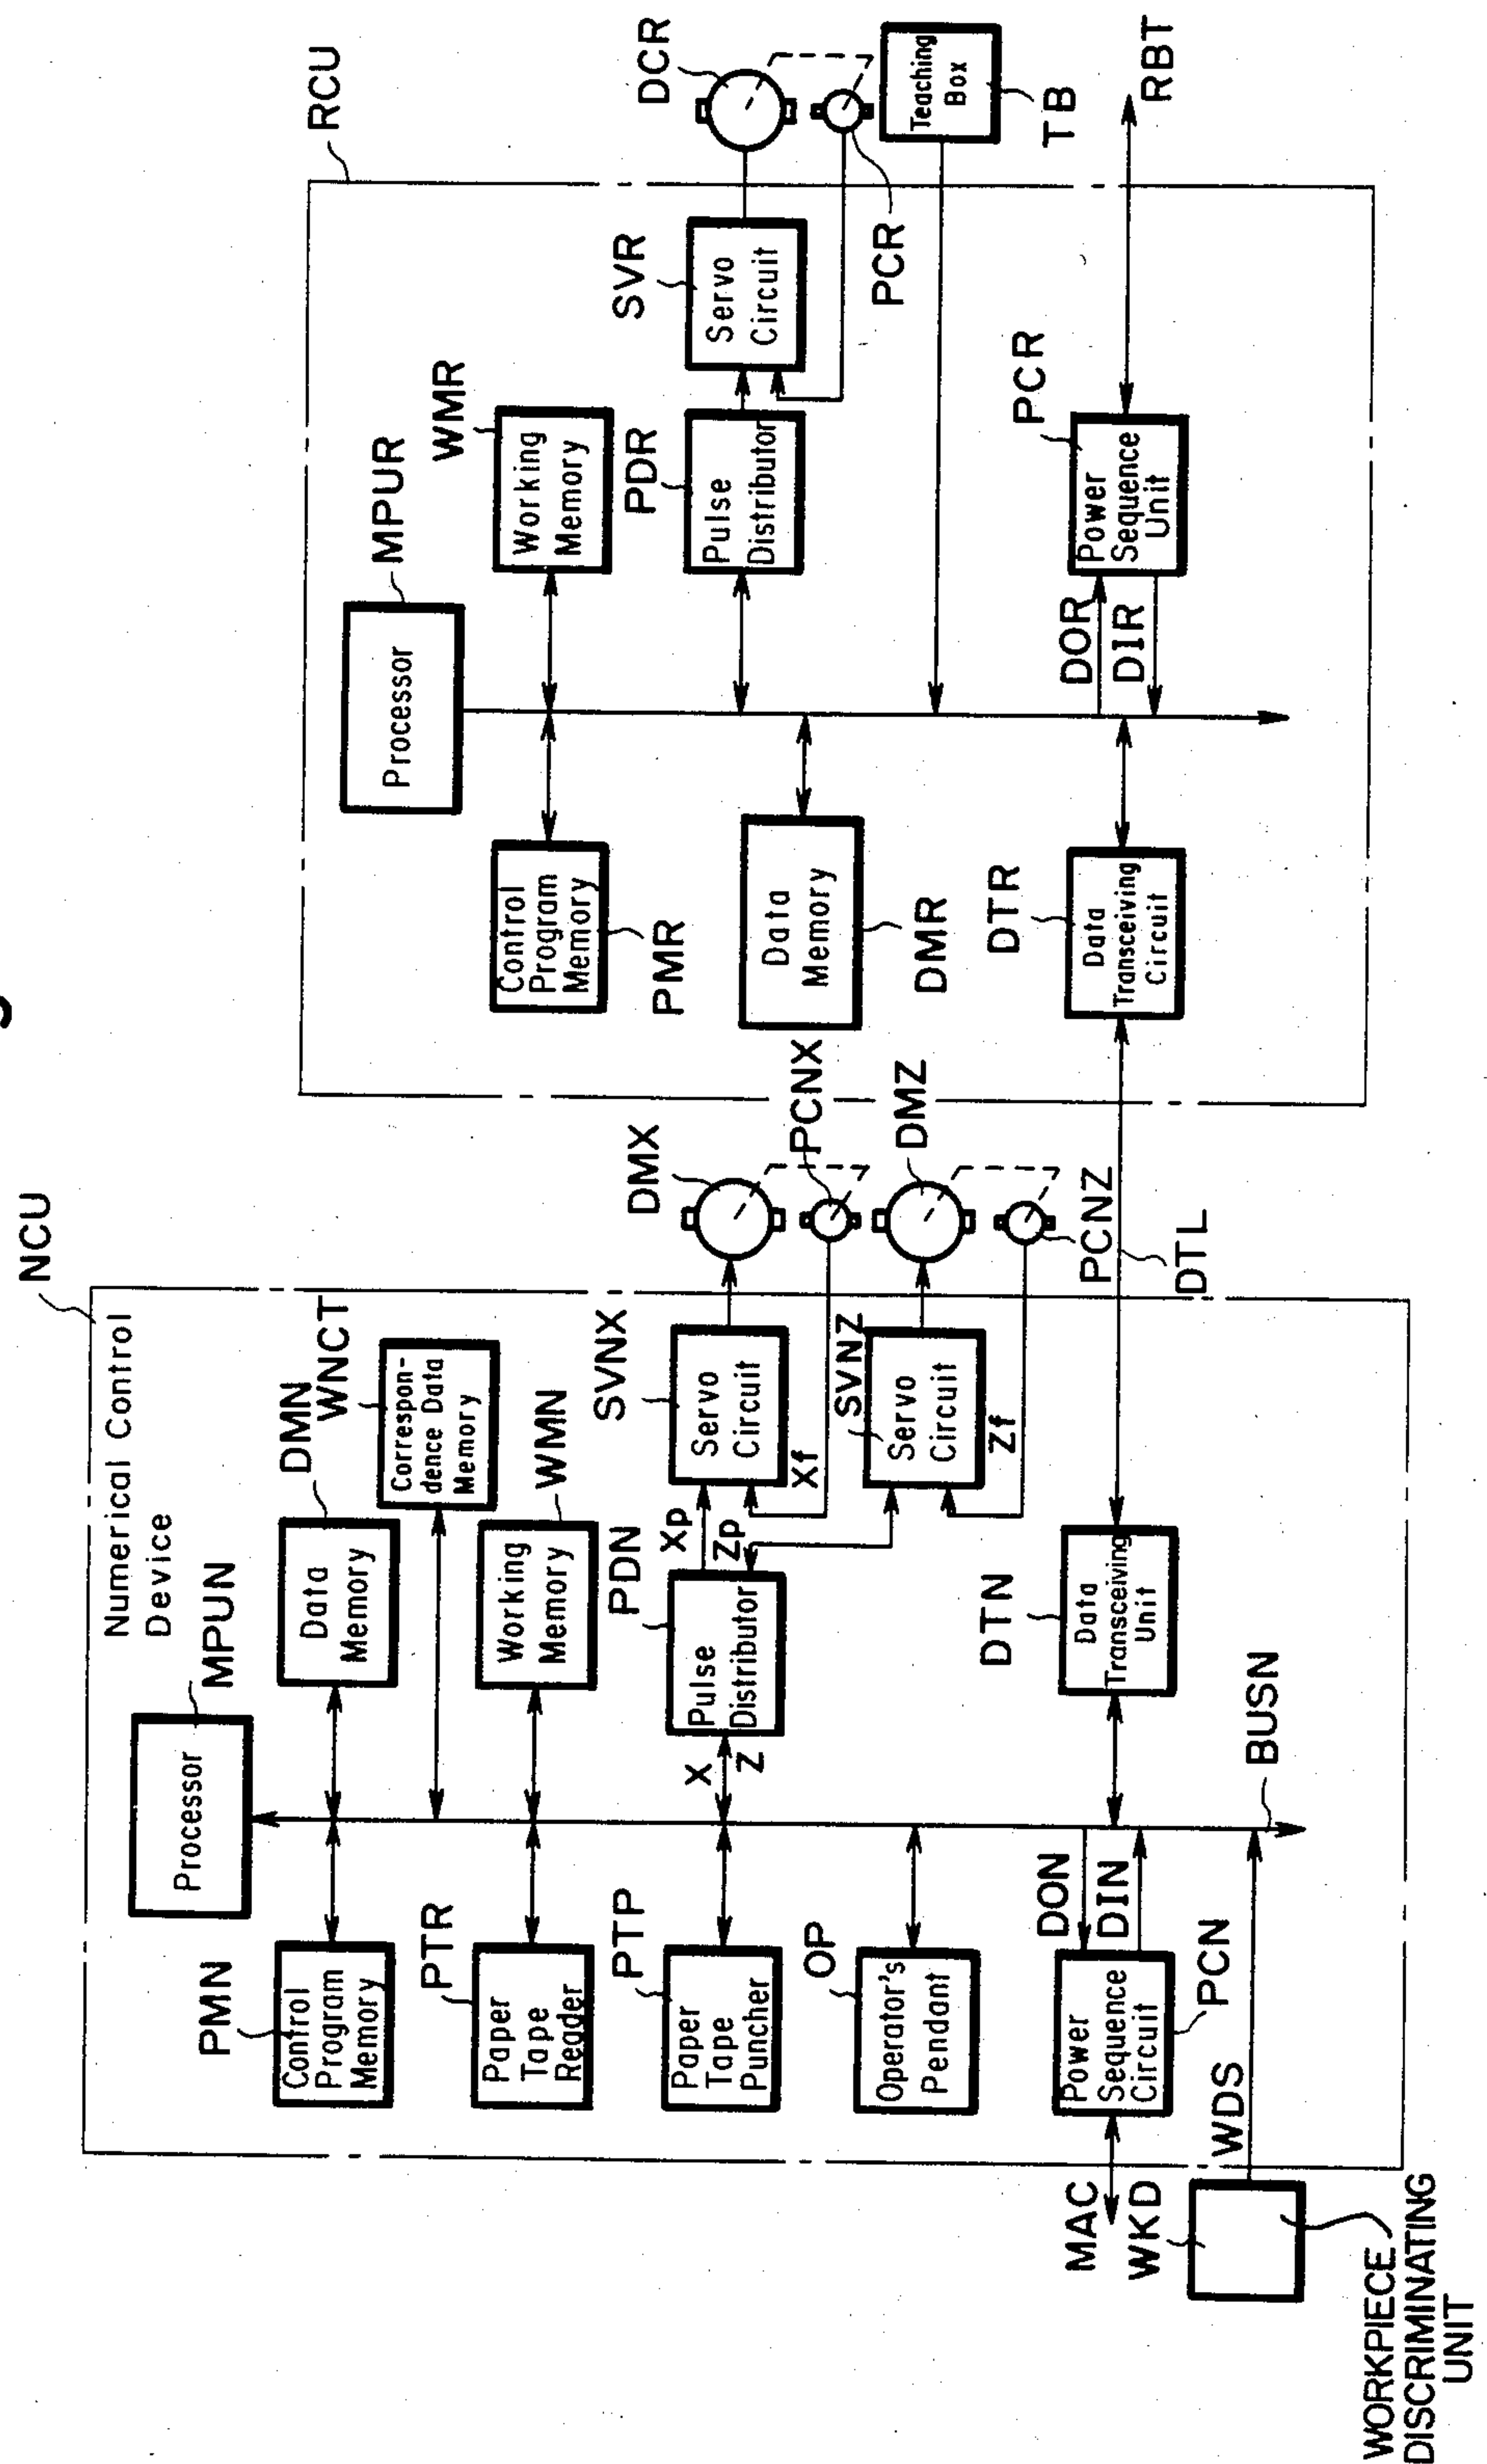 NCU
Numerical Control
Device
MPUN
Processor
PMN
Control
Program
Memory
DMN
Data
Memory
WNCT
Correspon-
dence Data
Memory
PTR
Paper
Tape
Reader
WMN
Working
Memory
PTP
Paper
Tape
Puncher
X
Z
PDN
Pulse
Distributor
Xp
Zp
SVNX
Servo
Circuit
Xf
DMX
PCNX
SVNZ
Servo
Circuit
Zf
DMZ
PCNZ
OP
Operator's
Pendant
DON
DIN
Power
Sequence
Circuit
PCN
MAC
WKD
WDS
WORKPIECE
DISCRIMINATING
UNIT
BUSN
DTN
Data
Transceiving
Unit
DTL
RCU
MPUR
Processor
Control
Program
Memory
PMR
WMR
Working
Memory
PDR
Pulse
Distributor
SVR
Servo
Circuit
DCR
PCR
Teaching
Box
TB
Data
Memory
DMR
DTR
Data
Transceiving
Circuit
DOR
DIR
PCR
Power
Sequence
Unit
RBT